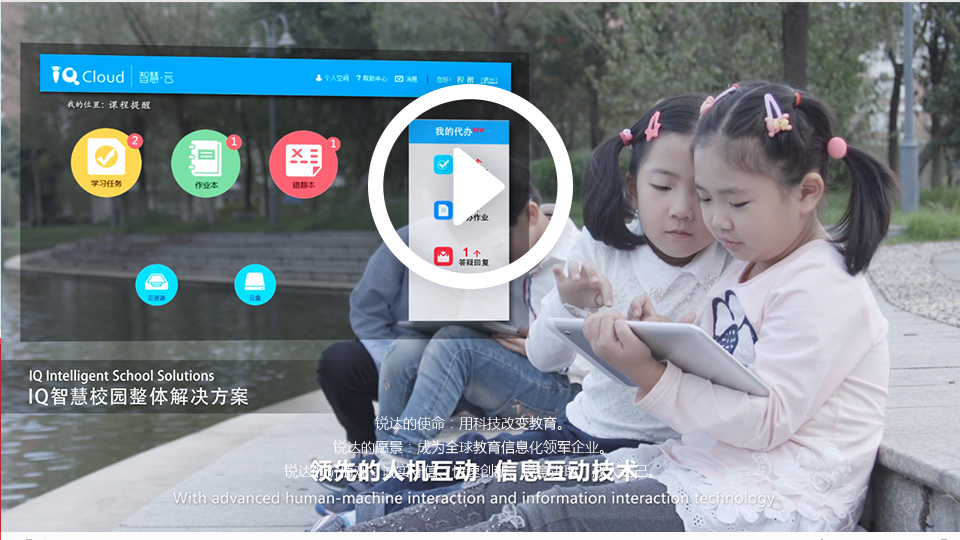 IQ Cloud 智慧·云
个人空间 ? 帮助中心 消息
我的位置：课程提醒
我的代办
2
学习任务
1
作业本
1
错题本
1 个
答疑回复
云盘
IQ Intelligent School Solutions
IQ智慧校园整体解决方案
锐达的使命：用科技改变教育。
锐达的愿景：成为全球教育信息化领军企业。
领先的人机互动 信息互动技术
With advanced human-machine interaction and information interaction technology